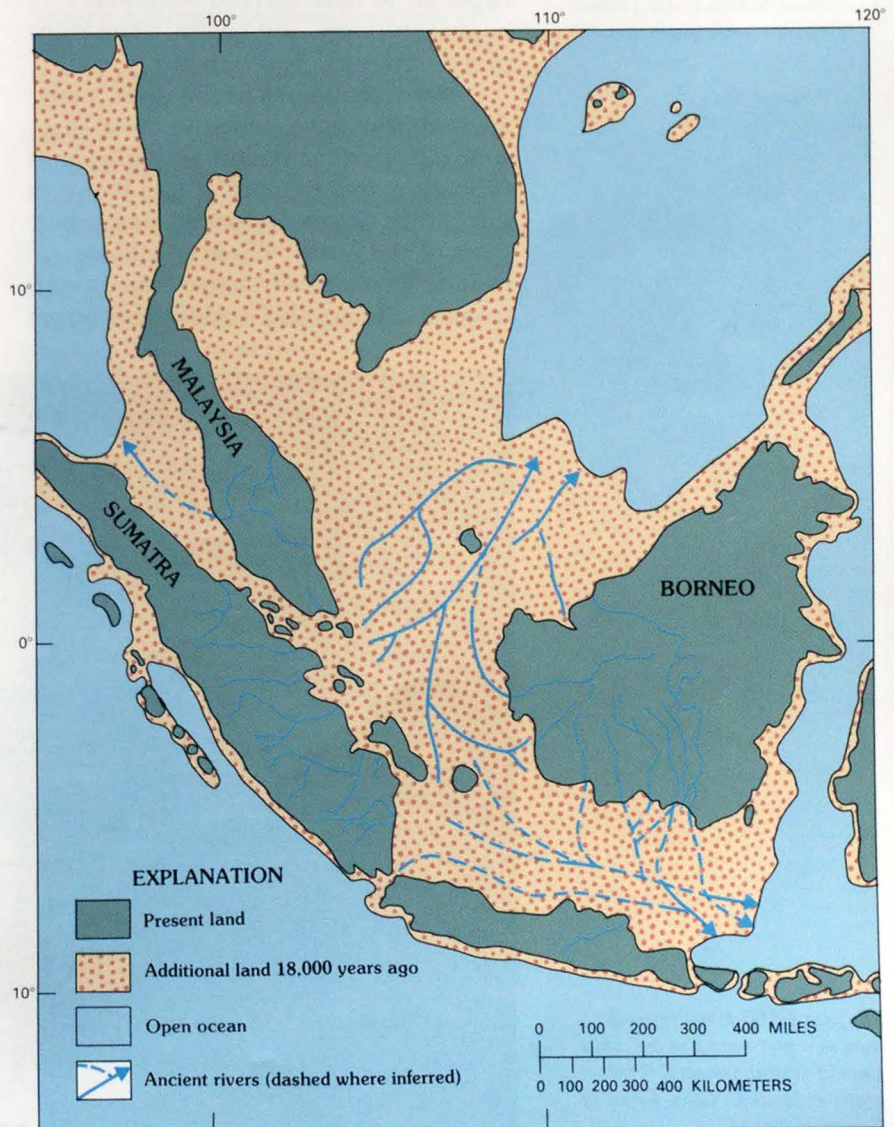 100° 110° 120°
10°
MALAYSIA
SUMATRA
BORNEO
0°
EXPLANATION
Present land
Additional land 18,000 years ago
10°
Open ocean
0 100 200 300 400 MILES
Ancient rivers (dashed where inferred)
0 100 200 300 400 KILOMETERS